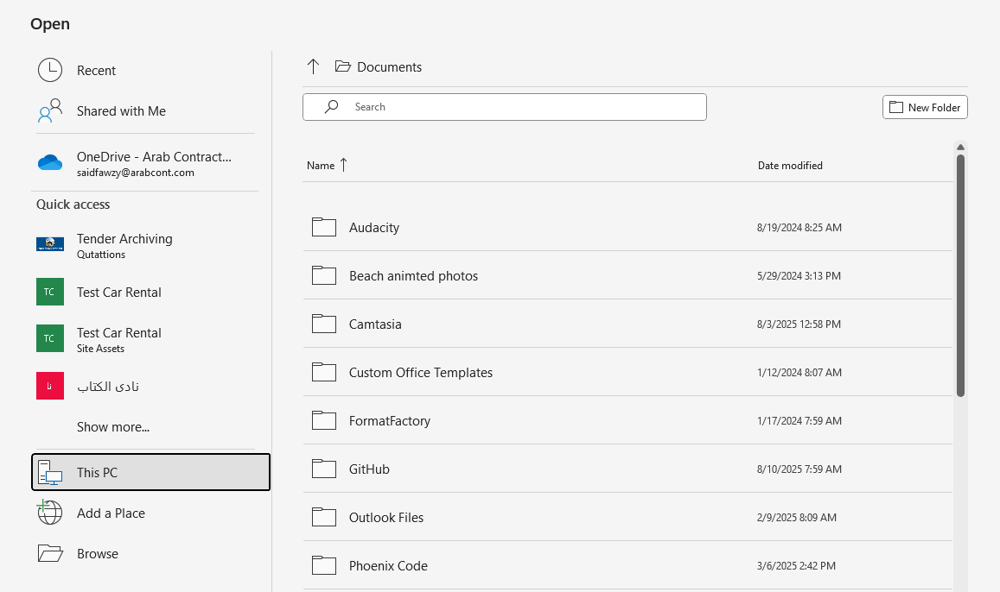 Open
Recent
Shared with Me
OneDrive - Arab Contract...
saidfawzy@arabcont.com
Quick access
Tender Archiving
Qutattions
TC
Test Car Rental
TC
Test Car Rental
Site Assets
نا
نادى الكتاب
Show more...
This PC
Add a Place
Browse
Documents
Search
New Folder
Name
Date modified
Audacity
8/19/2024 8:25 AM
Beach animted photos
5/29/2024 3:13 PM
Camtasia
8/3/2025 12:58 PM
Custom Office Templates
1/12/2024 8:07 AM
FormatFactory
1/17/2024 7:59 AM
GitHub
8/10/2025 7:59 AM
Outlook Files
2/9/2025 8:09 AM
Phoenix Code
3/6/2025 2:42 PM